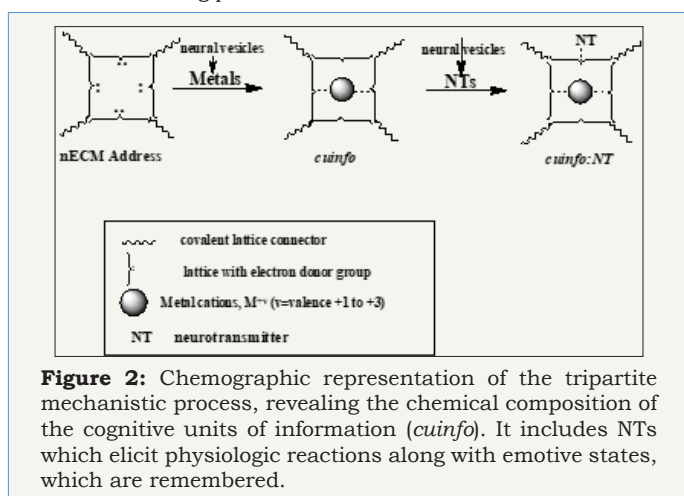 neural vesicles
Metals
nECM Address
cuinfo
neural vesicles
NTs
NT
cuinfo:NT
covalent lattice connector
lattice with electron donor group
Metal cations, M⁺ᵛ (v=valence +1 to +3)
NT neurotransmitter
Figure 2: Chemographic representation of the tripartite
mechanistic process, revealing the chemical composition of
the cognitive units of information (cuinfo). It includes NTs
which elicit physiologic reactions along with emotive states,
which are remembered.